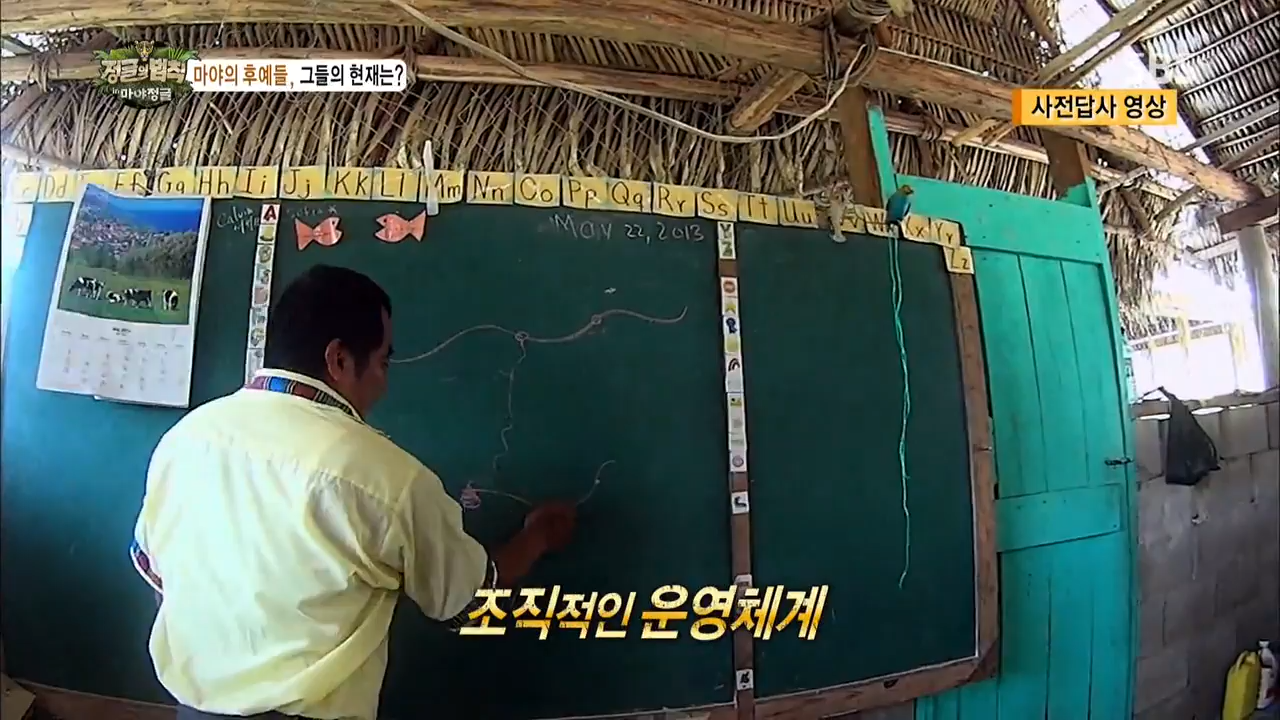 정글의 법칙
in 마야정글
마야의 후예들, 그들의 현재는?
사전답사 영상
Dd Ff Gg Hh Ii Jj Kk Ll Mm Nn Oo Pp Qq Rr Ss Tt Uu Xx Yy
Zz
A
May 22, 2013
YZ
조직적인 운영체계